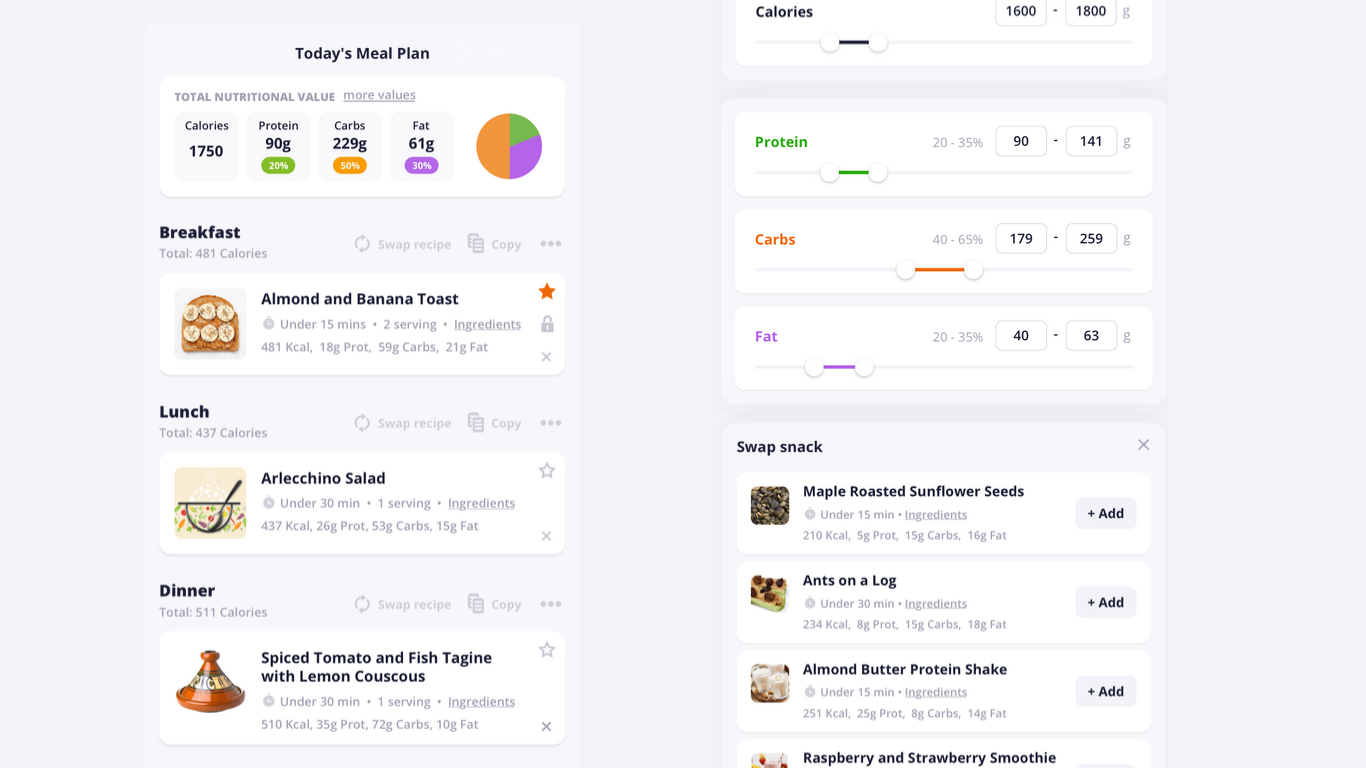 Today's Meal Plan
TOTAL NUTRITIONAL VALUE more values
Calories
1750
Protein
90g
20%
Carbs
229g
50%
Fat
61g
30%
Breakfast
Total: 481 Calories
Swap recipe Copy
Almond and Banana Toast
Under 15 mins • 2 serving • Ingredients
481 Kcal, 18g Prot, 59g Carbs, 21g Fat
Lunch
Total: 437 Calories
Swap recipe Copy
Arlecchino Salad
Under 30 min • 1 serving • Ingredients
437 Kcal, 26g Prot, 53g Carbs, 15g Fat
Dinner
Total: 511 Calories
Swap recipe Copy
Spiced Tomato and Fish Tagine
with Lemon Couscous
Under 30 min • 1 serving • Ingredients
510 Kcal, 35g Prot, 72g Carbs, 10g Fat
Calories 1600 - 1800 g
Protein 20 - 35% 90 - 141 g
Carbs 40 - 65% 179 - 259 g
Fat 20 - 35% 40 - 63 g
Swap snack
Maple Roasted Sunflower Seeds
Under 15 min • Ingredients
210 Kcal, 5g Prot, 15g Carbs, 16g Fat
+ Add
Ants on a Log
Under 30 min • Ingredients
234 Kcal, 8g Prot, 15g Carbs, 18g Fat
+ Add
Almond Butter Protein Shake
Under 15 min • Ingredients
251 Kcal, 25g Prot, 8g Carbs, 14g Fat
+ Add
Raspberry and Strawberry Smoothie